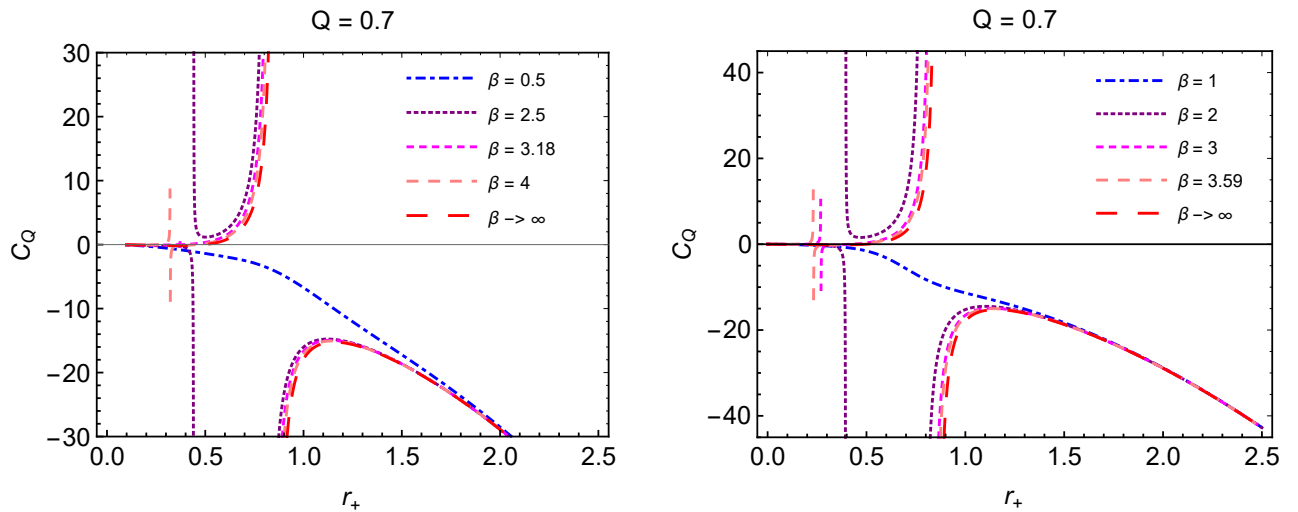 Q = 0.7
C_Q
30
20
10
0
−10
−20
−30
β = 0.5
β = 2.5
β = 3.18
β = 4
β −> ∞
0.0 0.5 1.0 1.5 2.0 2.5
r_+
Q = 0.7
C_Q
40
20
0
−20
−40
β = 1
β = 2
β = 3
β = 3.59
β −> ∞
0.0 0.5 1.0 1.5 2.0 2.5
r_+